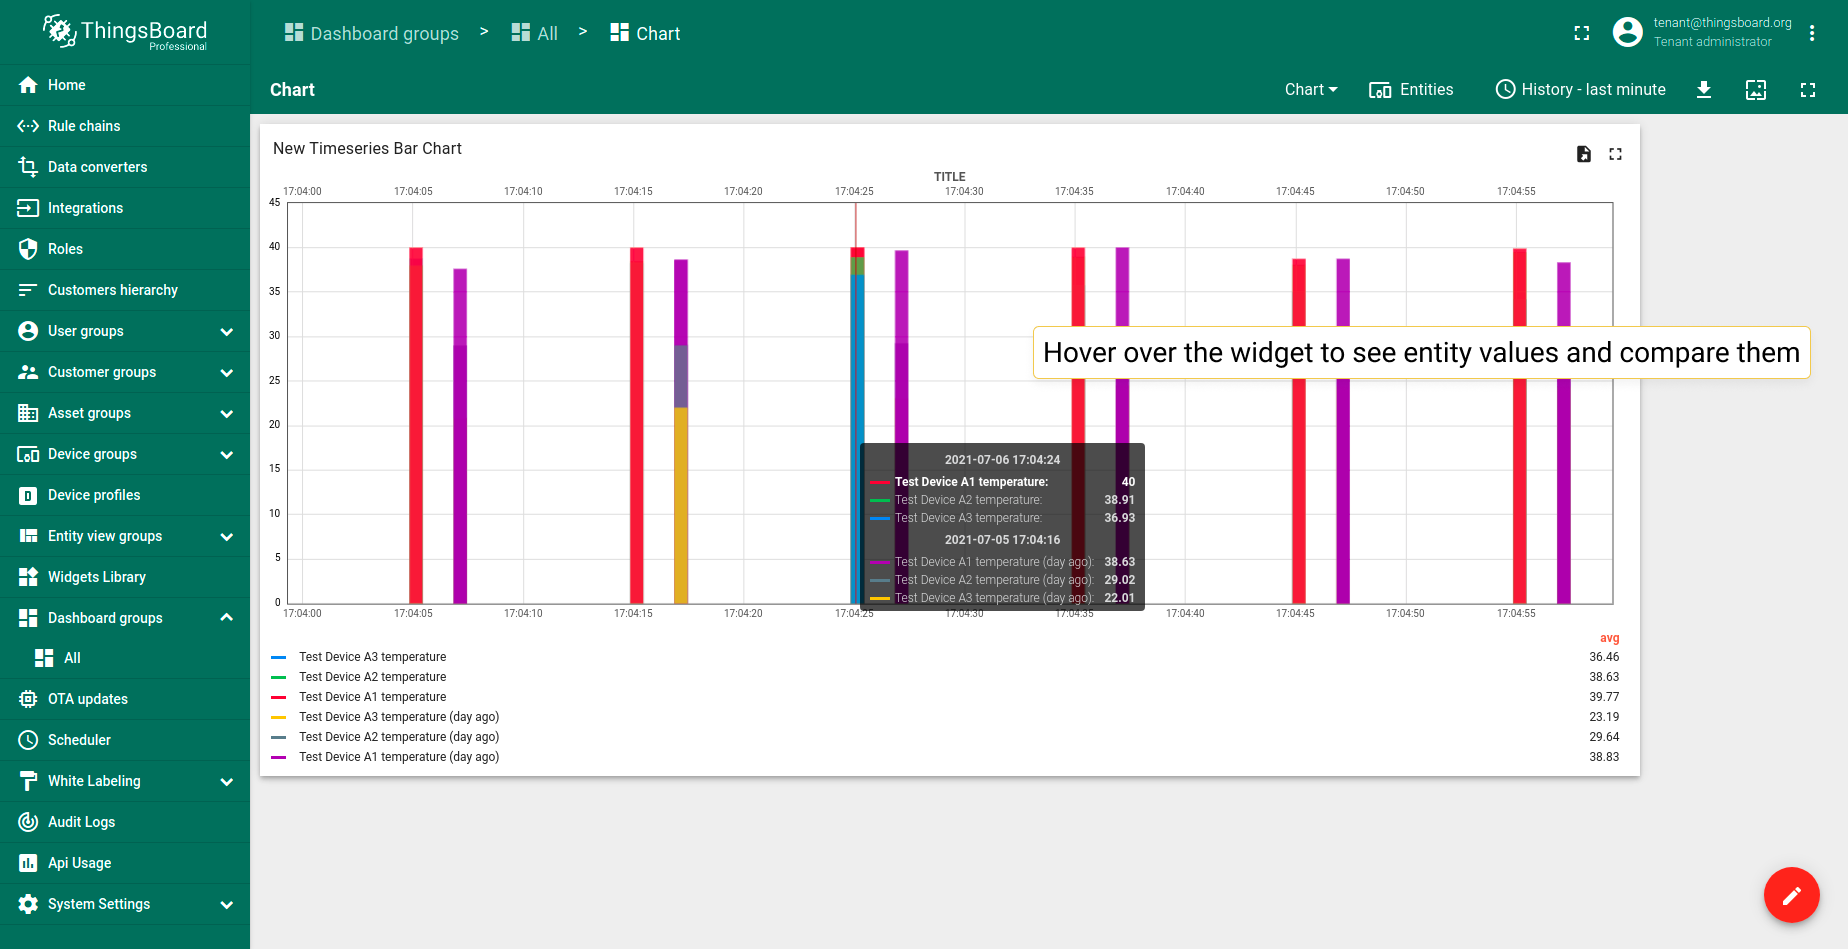 ThingsBoard
Professional
Dashboard groups > All > Chart
tenant@thingsboard.org
Tenant administrator
Home
Rule chains
Data converters
Integrations
Roles
Customers hierarchy
User groups
Customer groups
Asset groups
Device groups
Device profiles
Entity view groups
Widgets Library
Dashboard groups
All
OTA updates
Scheduler
White Labeling
Audit Logs
Api Usage
System Settings
Chart
Chart Entities History - last minute
New Timeseries Bar Chart
TITLE
17:04:00 17:04:05 17:04:10 17:04:15 17:04:20 17:04:25 17:04:30 17:04:35 17:04:40 17:04:45 17:04:50 17:04:55
45
40
35
30
25
20
15
10
5
0
Hover over the widget to see entity values and compare them
2021-07-06 17:04:24
Test Device A1 temperature: 40
Test Device A2 temperature: 38.91
Test Device A3 temperature: 36.93
2021-07-05 17:04:16
Test Device A1 temperature (day ago): 38.63
Test Device A2 temperature (day ago): 29.02
Test Device A3 temperature (day ago): 22.01
17:04:00 17:04:05 17:04:10 17:04:15 17:04:20 17:04:25 17:04:30 17:04:35 17:04:40 17:04:45 17:04:50 17:04:55
avg
Test Device A3 temperature 36.46
Test Device A2 temperature 38.63
Test Device A1 temperature 39.77
Test Device A3 temperature (day ago) 23.19
Test Device A2 temperature (day ago) 29.64
Test Device A1 temperature (day ago) 38.83